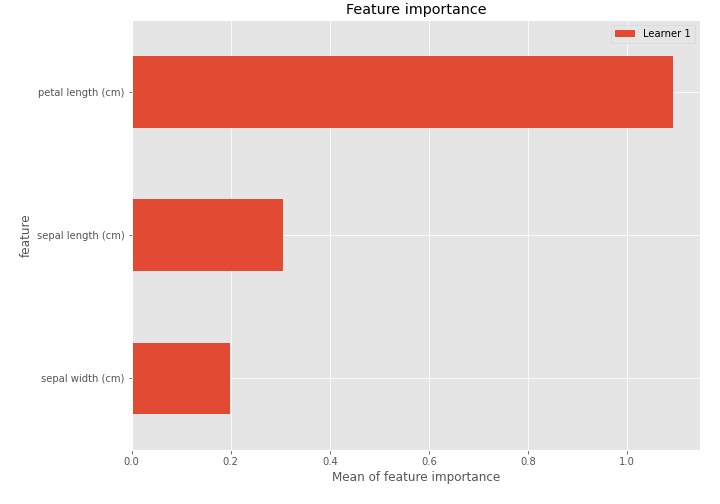 Feature importance
Learner 1
petal length (cm)
sepal length (cm)
sepal width (cm)
feature
0.0 0.2 0.4 0.6 0.8 1.0
Mean of feature importance